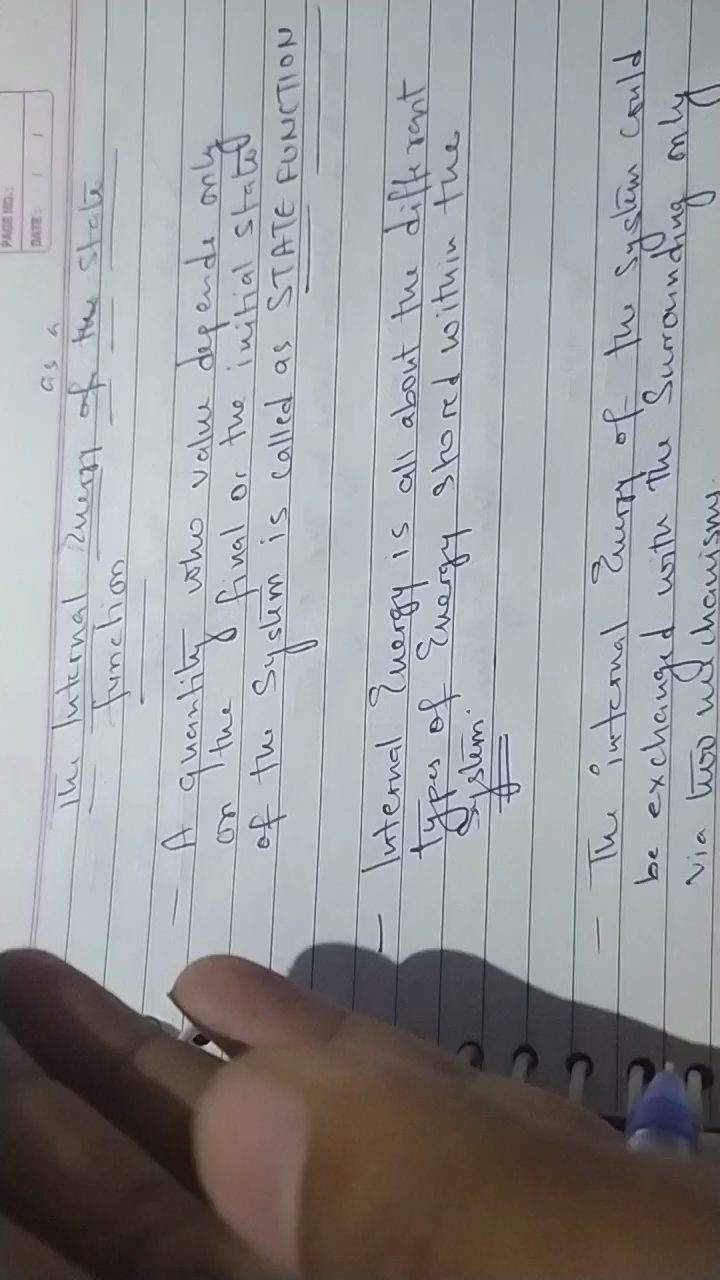 PAGE NO.:
DATE: / /
as a
The Internal Energy of the state
function
- A quantity who value depends only
on the final or the initial state
of the system is called as STATE FUNCTION
- Internal Energy is all about the different
types of Energy stored within the
System.
- The internal Energy of the system could
be exchanged with the Surrounding only
via two mechanisms.